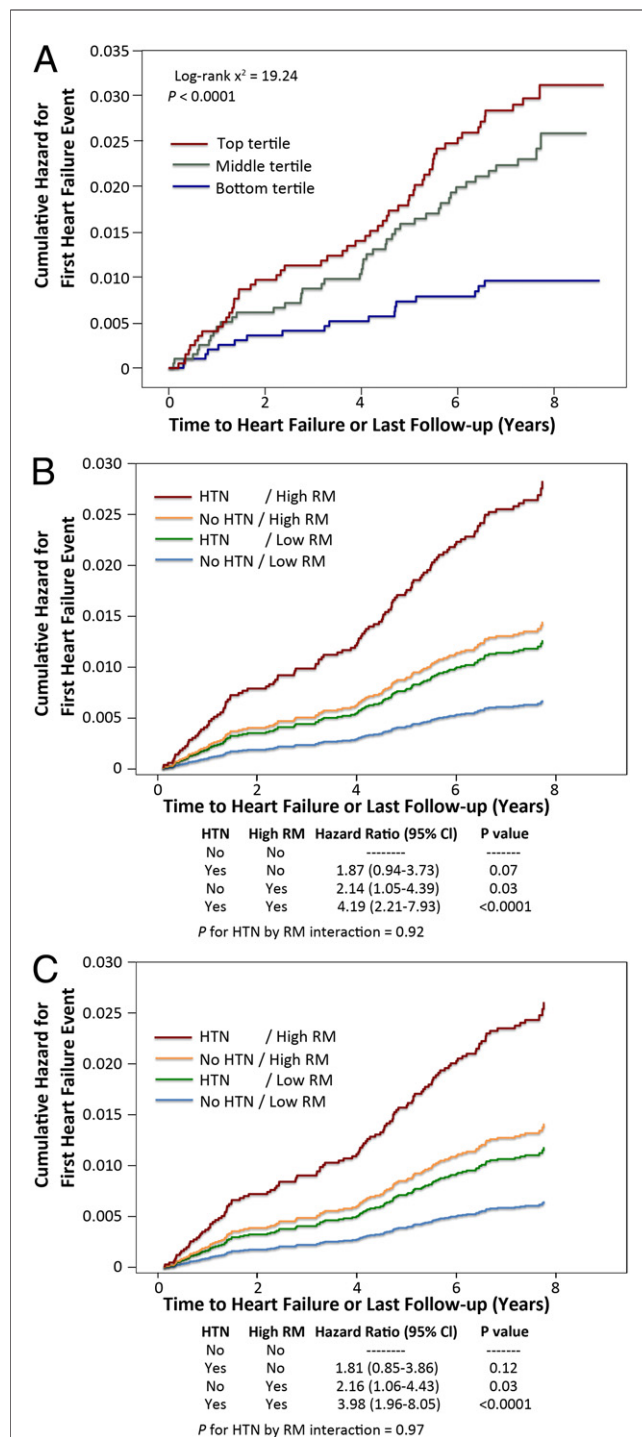 A
Cumulative Hazard for
First Heart Failure Event
0.035
0.030
0.025
0.020
0.015
0.010
0.005
0
Log-rank x² = 19.24
P < 0.0001
Top tertile
Middle tertile
Bottom tertile
0 2 4 6 8
Time to Heart Failure or Last Follow-up (Years)
B
Cumulative Hazard for
First Heart Failure Event
0.030
0.025
0.020
0.015
0.010
0.005
0
HTN / High RM
No HTN / High RM
HTN / Low RM
No HTN / Low RM
0 2 4 6 8
Time to Heart Failure or Last Follow-up (Years)
HTN High RM Hazard Ratio (95% CI) P value
No No -------- -------
Yes No 1.87 (0.94-3.73) 0.07
No Yes 2.14 (1.05-4.39) 0.03
Yes Yes 4.19 (2.21-7.93) <0.0001
P for HTN by RM interaction = 0.92
C
Cumulative Hazard for
First Heart Failure Event
0.030
0.025
0.020
0.015
0.010
0.005
0
HTN / High RM
No HTN / High RM
HTN / Low RM
No HTN / Low RM
0 2 4 6 8
Time to Heart Failure or Last Follow-up (Years)
HTN High RM Hazard Ratio (95% CI) P value
No No -------- -------
Yes No 1.81 (0.85-3.86) 0.12
No Yes 2.16 (1.06-4.43) 0.03
Yes Yes 3.98 (1.96-8.05) <0.0001
P for HTN by RM interaction = 0.97